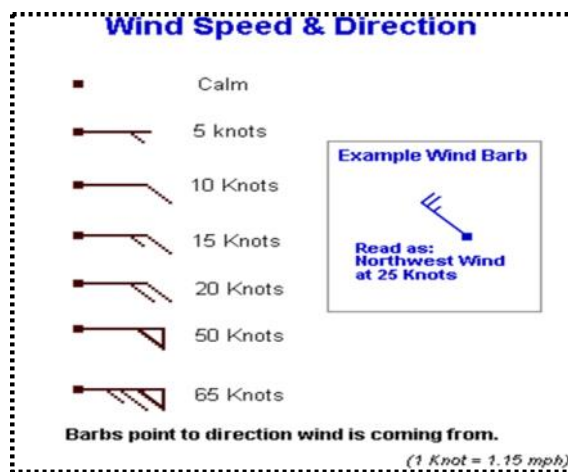 Wind Speed & Direction
Calm
5 knots
10 Knots
15 Knots
20 Knots
50 Knots
65 Knots
Example Wind Barb
Read as:
Northwest Wind
at 25 Knots
Barbs point to direction wind is coming from.
(1 Knot = 1.15 mph)